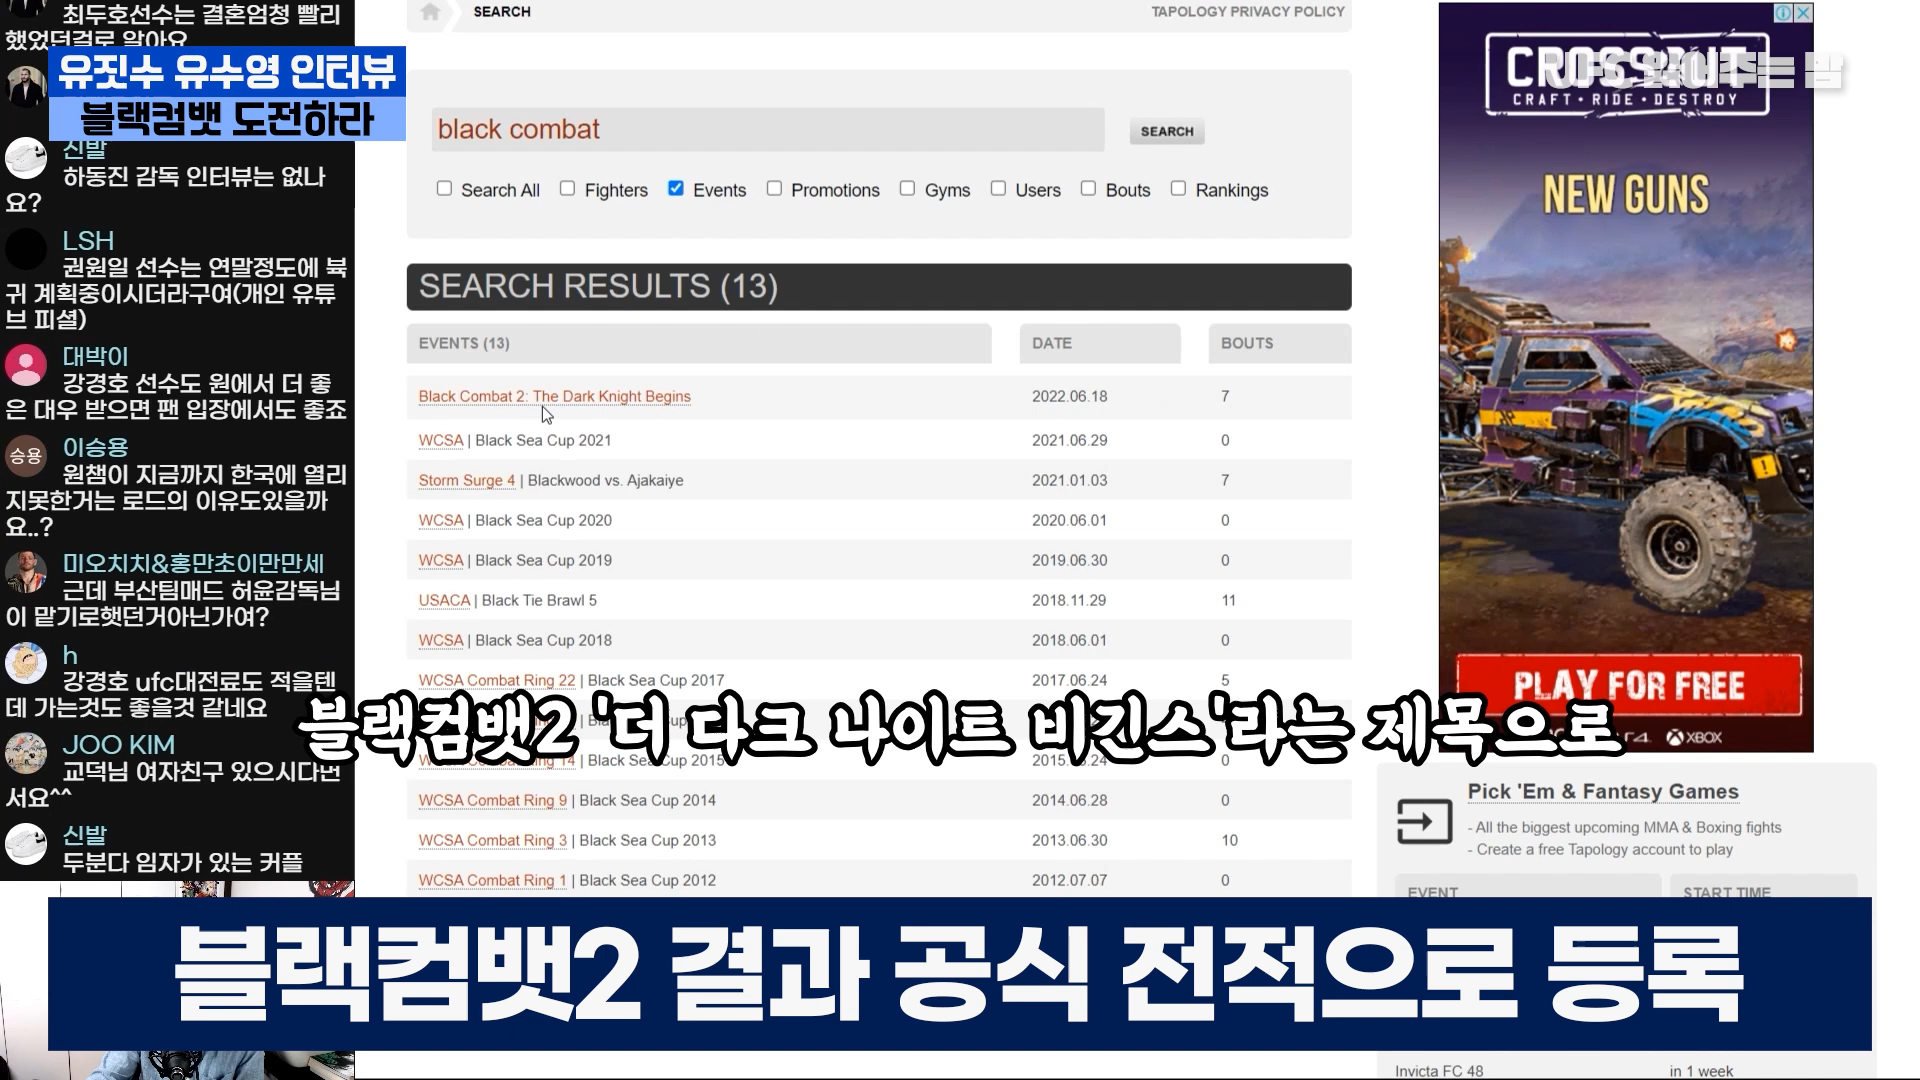 최두호선수는 결혼엄청 빨리
했었던걸로 알아요
유짓수 유수영 인터뷰
블랙컴뱃 도전하라
신발
하동진 감독 인터뷰는 없나
요?
LSH
권원일 선수는 연말정도에 뷱
귀 계획중이시더라구여(개인 유튜
브 피셜)
대박이
강경호 선수도 원에서 더 좋
은 대우 받으면 팬 입장에서도 좋죠
승용
이승용
원챔이 지금까지 한국에 열리
지못한거는 로드의 이유도있을까
요..?
미오치치&홍만초이만만세
근데 부산팀매드 허윤감독님
이 맡기로햇던거아닌가여?
h
강경호 ufc대전료도 적을텐
데 가는것도 좋을것 같네요
JOO KIM
교덕님 여자친구 있으시다면
서요^^
신발
두분다 임자가 있는 커플
SEARCH
TAPOLOGY PRIVACY POLICY
black combat
SEARCH
Search All Fighters Events Promotions Gyms Users Bouts Rankings
SEARCH RESULTS (13)
EVENTS (13) DATE BOUTS
Black Combat 2: The Dark Knight Begins 2022.06.18 7
WCSA | Black Sea Cup 2021 2021.06.29 0
Storm Surge 4 | Blackwood vs. Ajakaiye 2021.01.03 7
WCSA | Black Sea Cup 2020 2020.06.01 0
WCSA | Black Sea Cup 2019 2019.06.30 0
USACA | Black Tie Brawl 5 2018.11.29 11
WCSA | Black Sea Cup 2018 2018.06.01 0
WCSA Combat Ring 22 | Black Sea Cup 2017 2017.06.24 5
블랙컴뱃2 '더 다크 나이트 비긴스'라는 제목으로
14 | Black Sea Cup 2015 0
WCSA Combat Ring 9 | Black Sea Cup 2014 2014.06.28 0
WCSA Combat Ring 3 | Black Sea Cup 2013 2013.06.30 10
WCSA Combat Ring 1 | Black Sea Cup 2012 2012.07.07 0
CROSSOUT
읽어주는 맘
CRAFT • RIDE • DESTROY
NEW GUNS
PLAY FOR FREE
XBOX
Pick 'Em & Fantasy Games
- All the biggest upcoming MMA & Boxing fights
- Create a free Tapology account to play
EVENT START TIME
블랙컴뱃2 결과 공식 전적으로 등록
Invicta FC 48 in 1 week